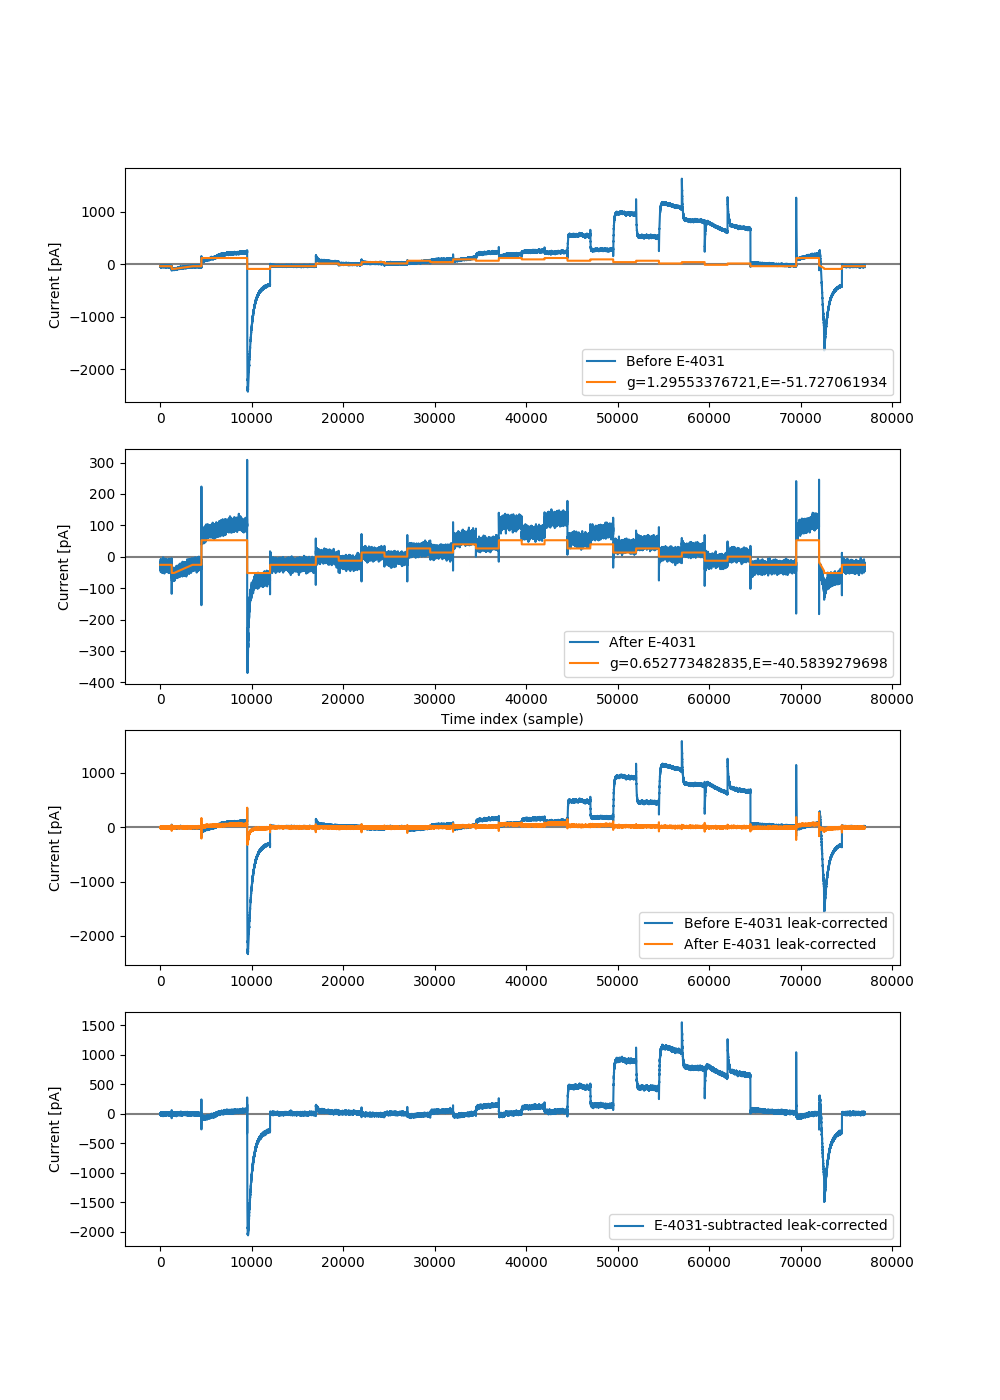 1000
0
−1000
−2000
Current [pA]
Before E-4031
g=1.29553376721,E=-51.727061934
0 10000 20000 30000 40000 50000 60000 70000 80000
300
200
100
0
−100
−200
−300
−400
Current [pA]
After E-4031
g=0.652773482835,E=-40.5839279698
0 10000 20000 30000 40000 50000 60000 70000 80000
Time index (sample)
1000
0
−1000
−2000
Current [pA]
Before E-4031 leak-corrected
After E-4031 leak-corrected
0 10000 20000 30000 40000 50000 60000 70000 80000
1500
1000
500
0
−500
−1000
−1500
−2000
Current [pA]
E-4031-subtracted leak-corrected
0 10000 20000 30000 40000 50000 60000 70000 80000